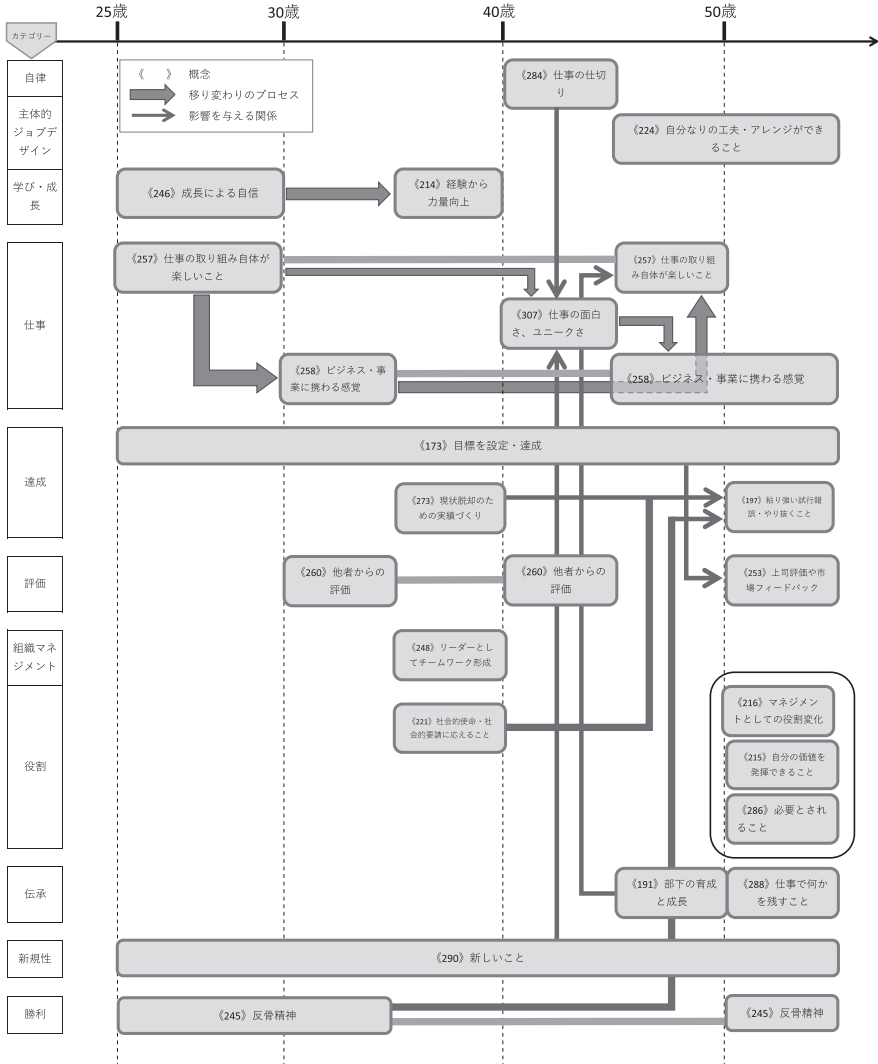 25歳
30歳
40歳
50歳
カテゴリー
自律
《　　》　概念
移り変わりのプロセス
影響を与える関係
《284》仕事の仕切
り
主体的
ジョブデ
ザイン
《224》自分なりの工夫・アレンジができ
ること
学び・成
長
《246》成長による自信
《214》経験から
力量向上
仕事
《257》仕事の取り組み自体が
楽しいこと
《257》仕事の取り組
み自体が楽しいこと
《307》仕事の面白
さ、ユニークさ
《258》ビジネス・事
業に携わる感覚
《258》ビジネス・事業に携わる感覚
達成
《173》目標を設定・達成
《273》現状脱却のた
めの実績づくり
《197》粘り強い試行錯
誤・やり抜くこと
評価
《260》他者からの
評価
《260》他者からの
評価
《253》上司評価や市
場フィードバック
組織マネ
ジメント
《248》リーダーとし
てチームワーク形成
役割
《221》社会的使命・社
会的要請に応えること
《216》マネジメン
トとしての役割変化
《215》自分の価値を
発揮できること
《286》必要とされ
ること
伝承
《191》部下の育成
と成長
《288》仕事で何か
を残すこと
新規性
《290》新しいこと
勝利
《245》反骨精神
《245》反骨精神